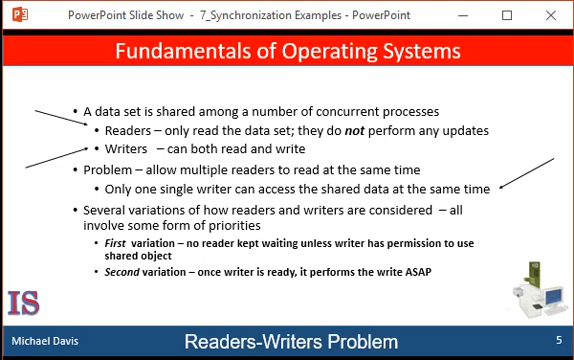 PowerPoint Slide Show - 7_Synchronization Examples - PowerPoint
Fundamentals of Operating Systems
• A data set is shared among a number of concurrent processes
• Readers – only read the data set; they do not perform any updates
• Writers – can both read and write
• Problem – allow multiple readers to read at the same time
• Only one single writer can access the shared data at the same time
• Several variations of how readers and writers are considered – all
involve some form of priorities
• First variation – no reader kept waiting unless writer has permission to use
shared object
• Second variation – once writer is ready, it performs the write ASAP
IS
Michael Davis
Readers-Writers Problem
5